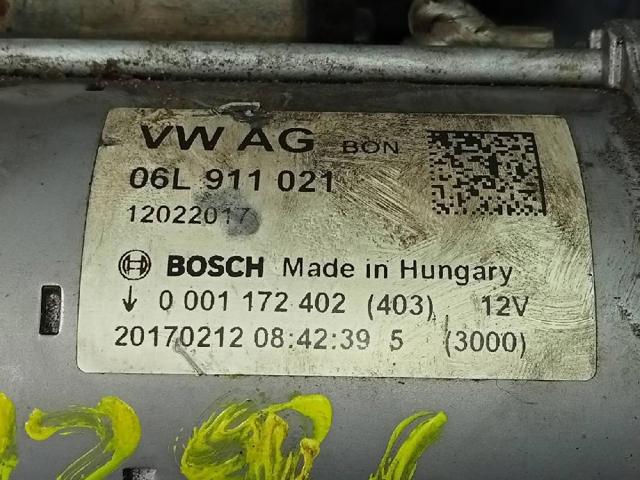 VW AG BON
06L 911 021
12022017
BOSCH Made in Hungary
↓ 0 001 172 402 (403) 12V
20170212 08:42:39 5 (3000)